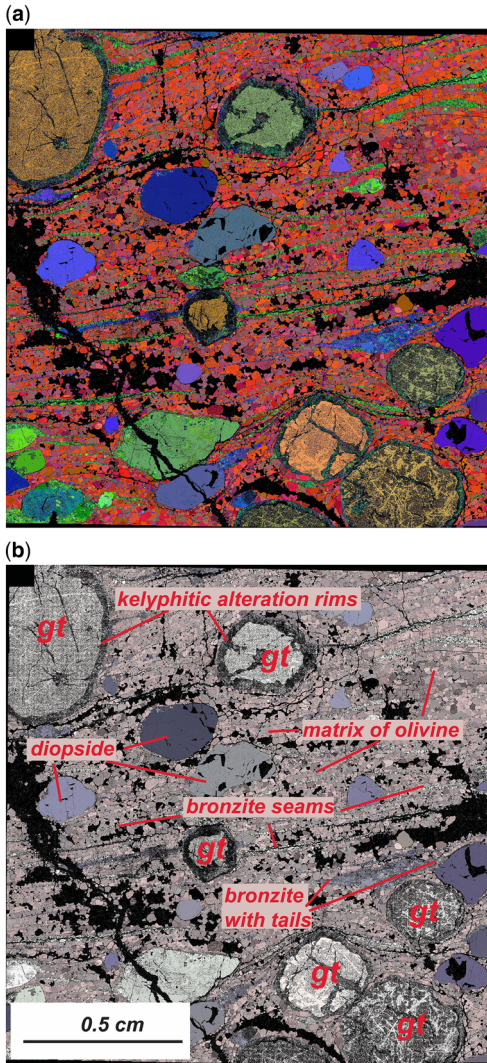 (a)
(b)
kelyphitic alteration rims
gt
gt
matrix of olivine
diopside
bronzite seams
gt
bronzite
with tails
gt
gt
gt
0.5 cm